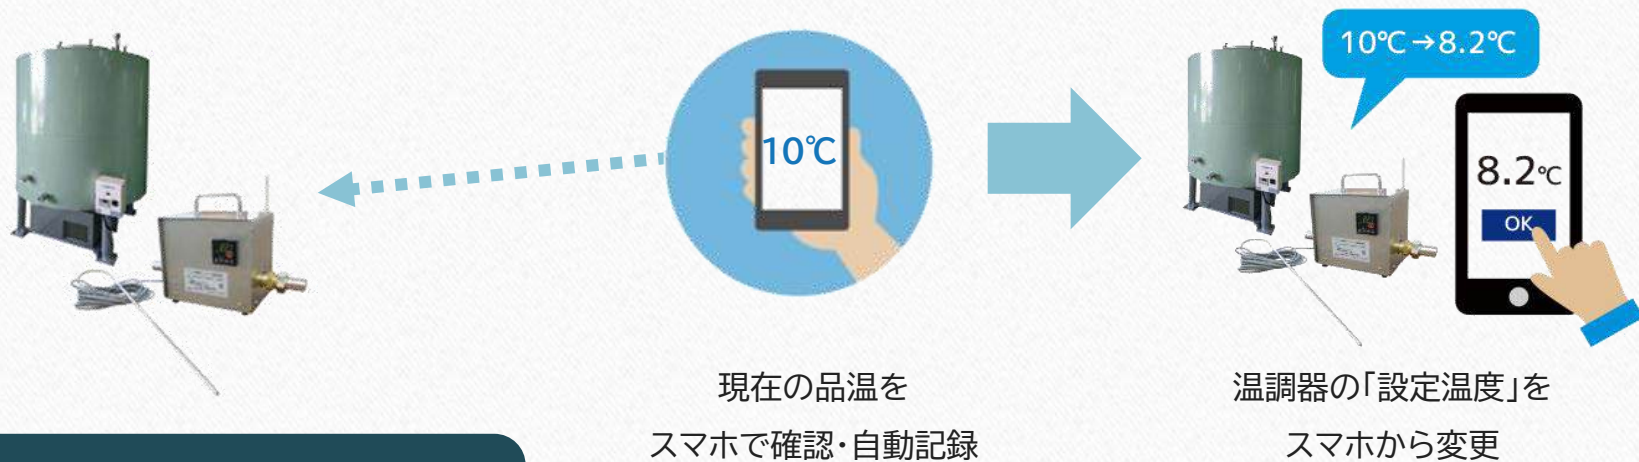 10℃
現在の品温を
スマホで確認・自動記録
10℃→8.2℃
8.2℃
OK
温調器の「設定温度」を
スマホから変更